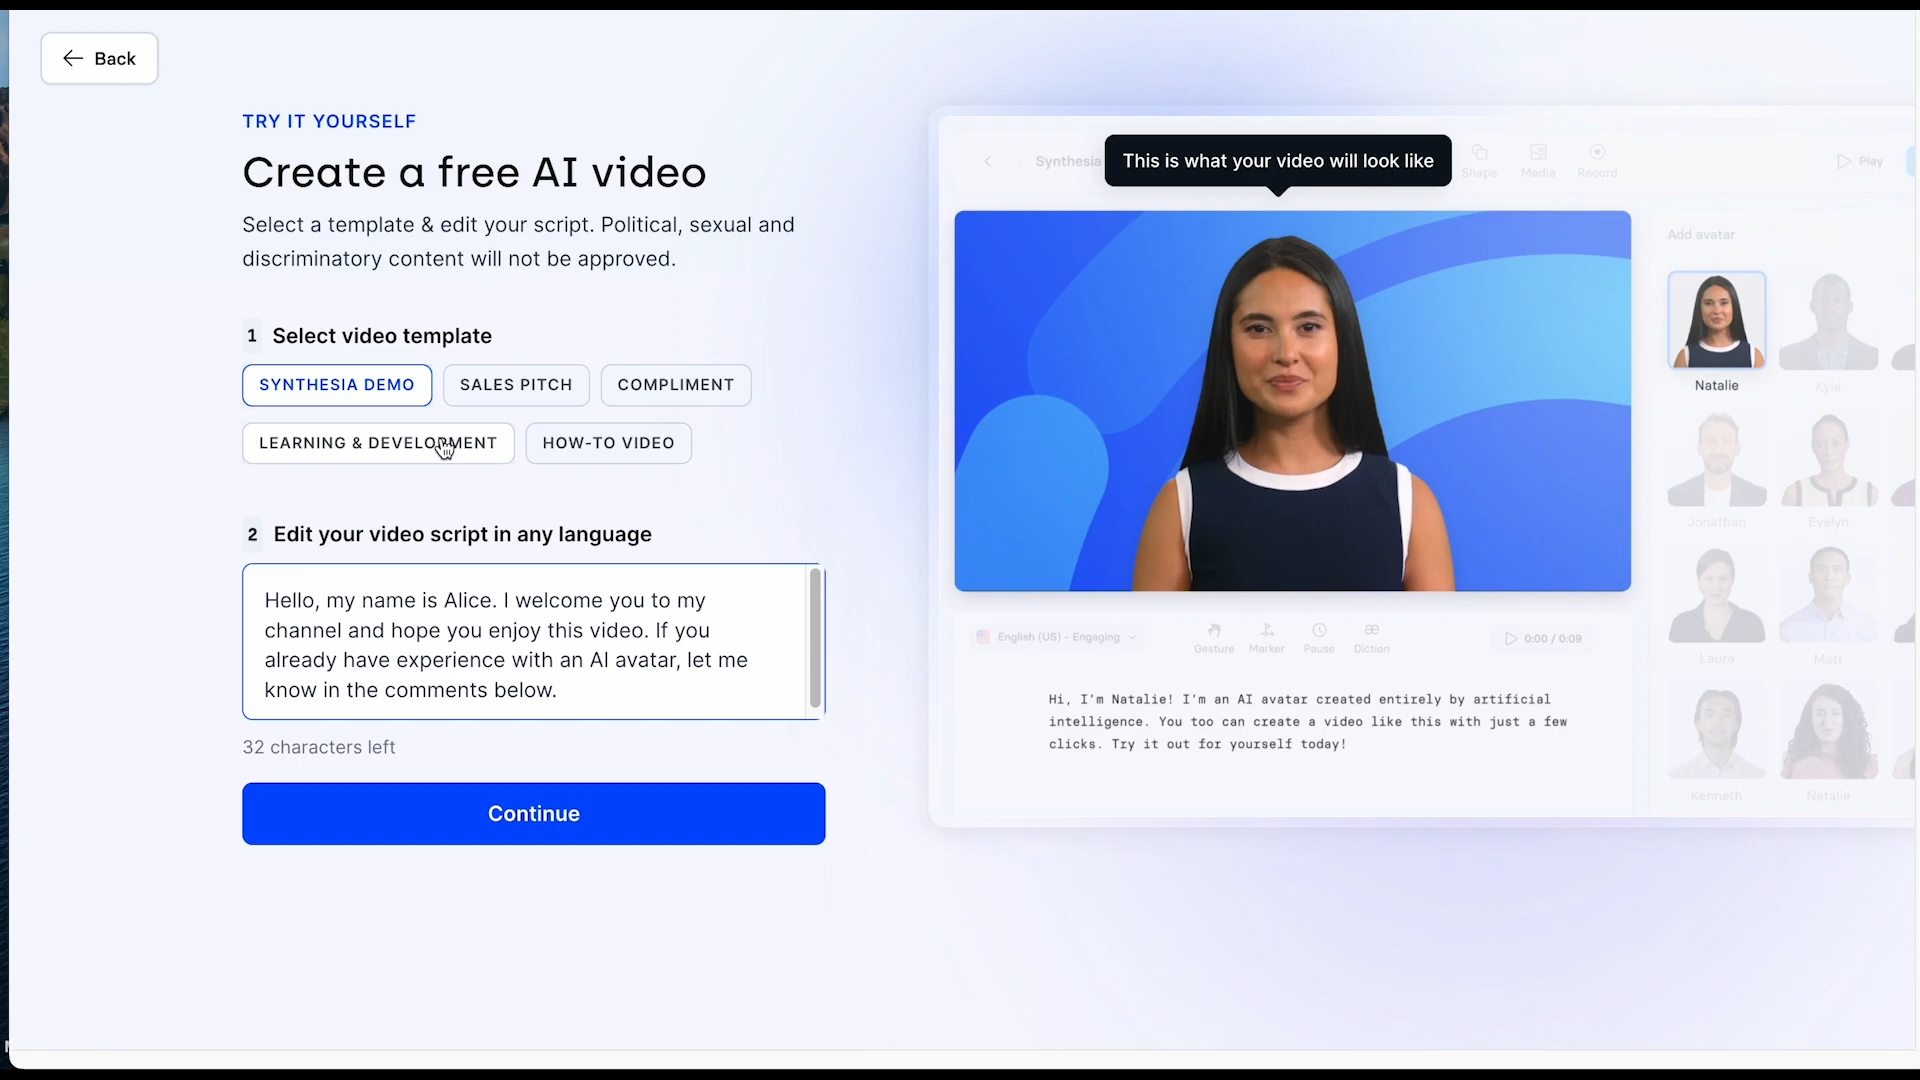 Back
TRY IT YOURSELF
Create a free AI video
Select a template & edit your script. Political, sexual and
discriminatory content will not be approved.
1 Select video template
SYNTHESIA DEMO
SALES PITCH
COMPLIMENT
LEARNING & DEVELOPMENT
HOW-TO VIDEO
2 Edit your video script in any language
Hello, my name is Alice. I welcome you to my
channel and hope you enjoy this video. If you
already have experience with an AI avatar, let me
know in the comments below.
32 characters left
Continue
Synthesia
This is what your video will look like
Shape
Media
Record
Play
Add avatar
Natalie
Kyle
Jonathan
Evelyn
Laura
Matt
Kenneth
Natalie
English (US) - Engaging
Gesture
Marker
Pause
æ
Diction
0:00 / 0:09
Hi, I'm Natalie! I'm an AI avatar created entirely by artificial
intelligence. You too can create a video like this with just a few
clicks. Try it out for yourself today!